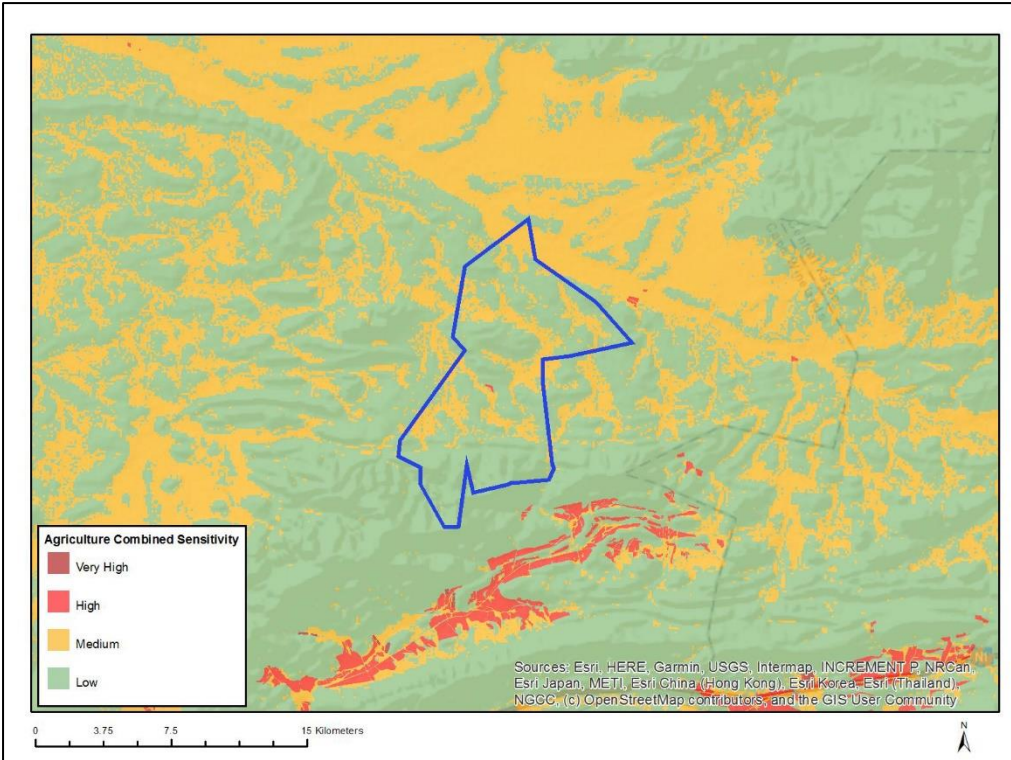 Agriculture Combined Sensitivity
Very High
High
Medium
Low
Sources: Esri, HERE, Garmin, USGS, Intermap, INCREMENT P, NRCan,
Esri Japan, METI, Esri China (Hong Kong), Esri Korea, Esri (Thailand),
NGCC, (c) OpenStreetMap contributors, and the GIS User Community
0 3.75 7.5 15 Kilometers
N